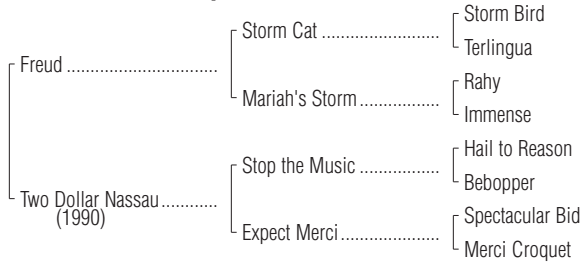 Storm Bird
Storm Cat ......................
Terlingua
Freud ..............................
Rahy
Mariah's Storm ................
Immense
Hail to Reason
Stop the Music ................
Bebopper
Two Dollar Nassau ...........
(1990)
Spectacular Bid
Expect Merci ...................
Merci Croquet